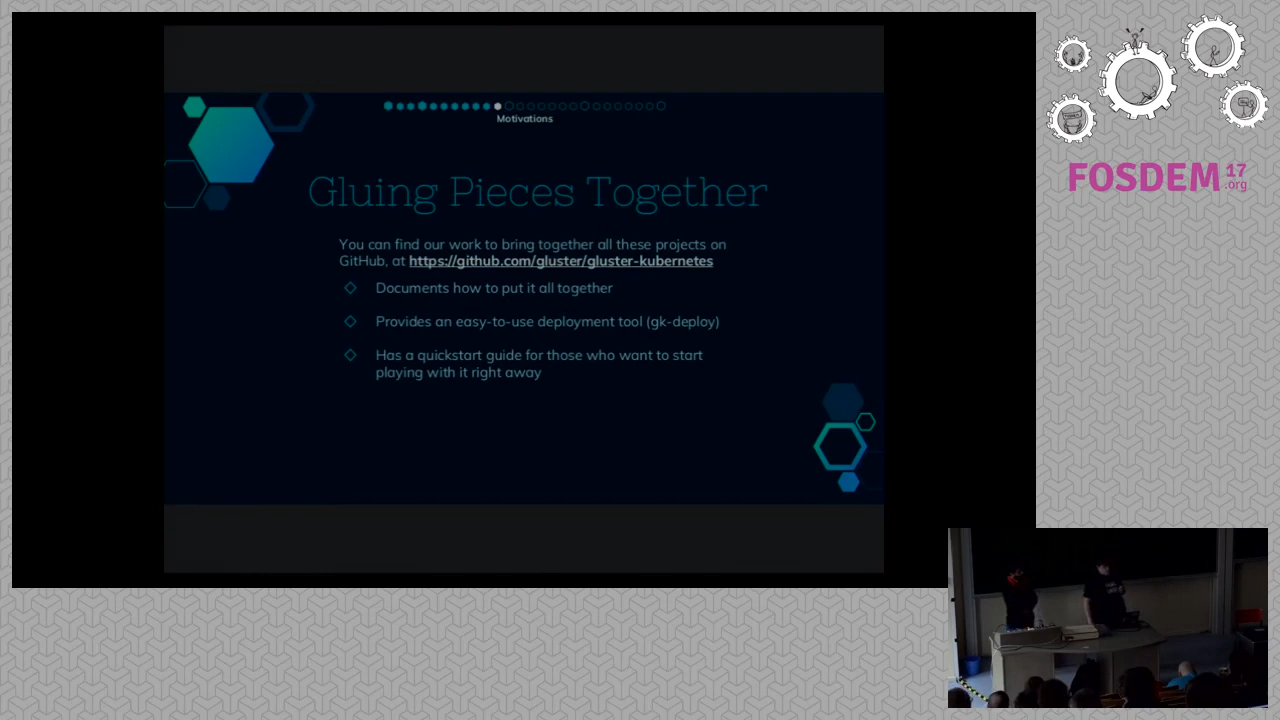 Motivations
Gluing Pieces Together
You can find our work to bring together all these projects on
GitHub, at https://github.com/gluster/gluster-kubernetes
Documents how to put it all together
Provides an easy-to-use deployment tool (gk-deploy)
Has a quickstart guide for those who want to start
playing with it right away
FOSDEM 17
.org